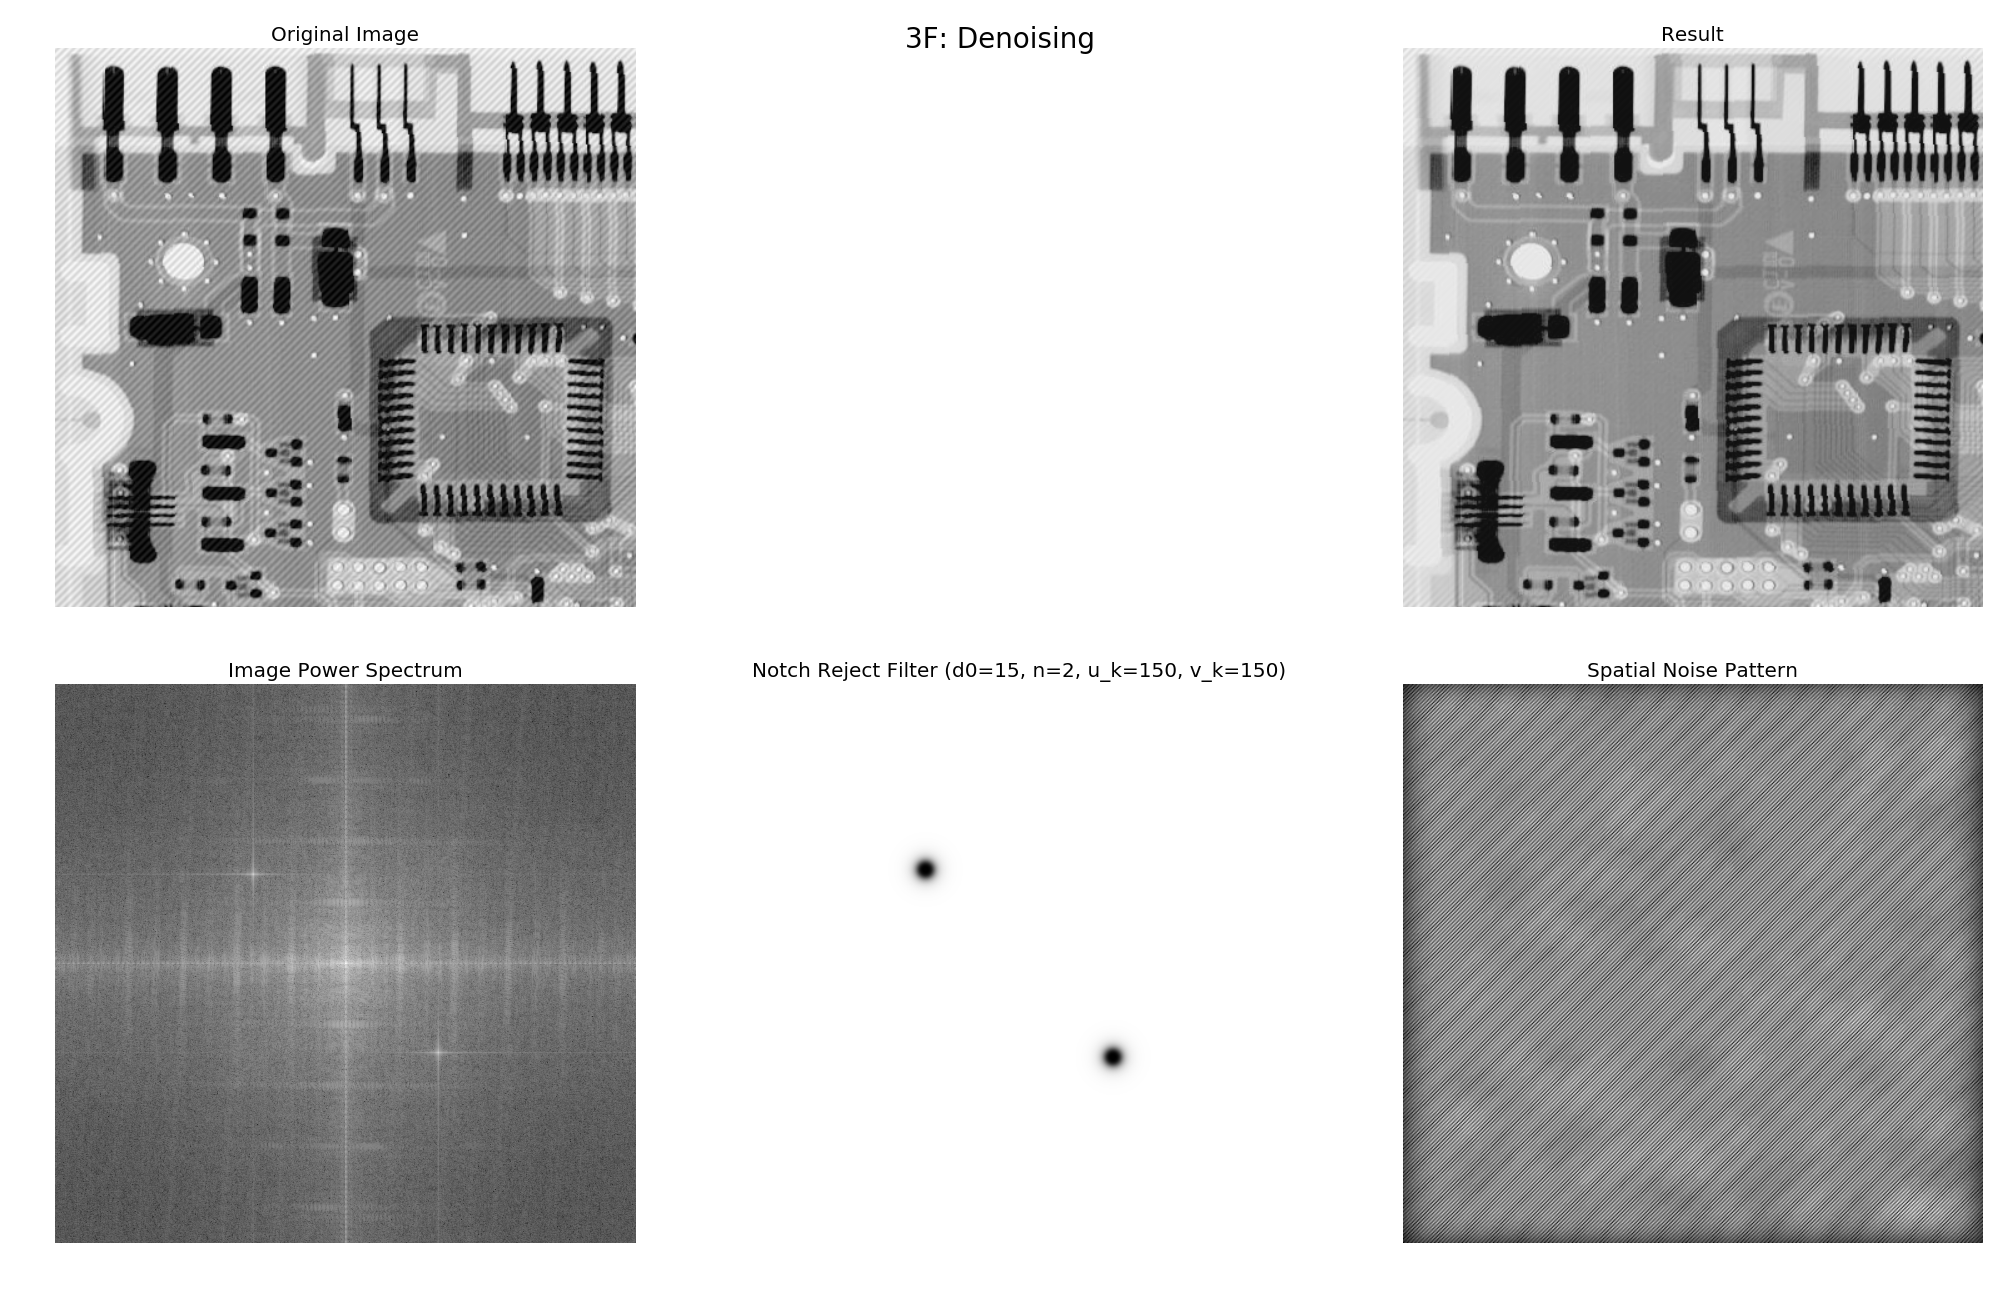 3F: Denoising
Original Image
Result
Image Power Spectrum
Notch Reject Filter (d0=15, n=2, u_k=150, v_k=150)
Spatial Noise Pattern